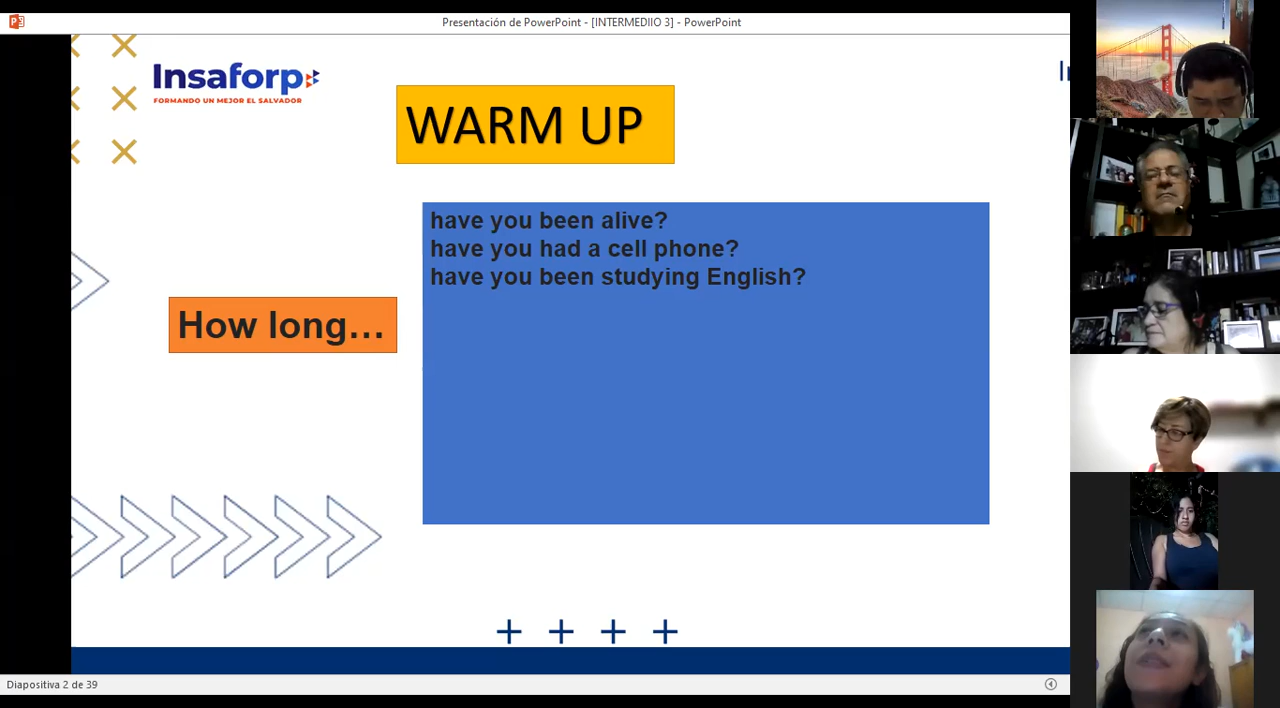 Presentación de PowerPoint - [INTERMEDIIO 3] - PowerPoint
Insaforp
FORMANDO UN MEJOR EL SALVADOR
WARM UP
have you been alive?
have you had a cell phone?
have you been studying English?
How long...
Diapositiva 2 de 39